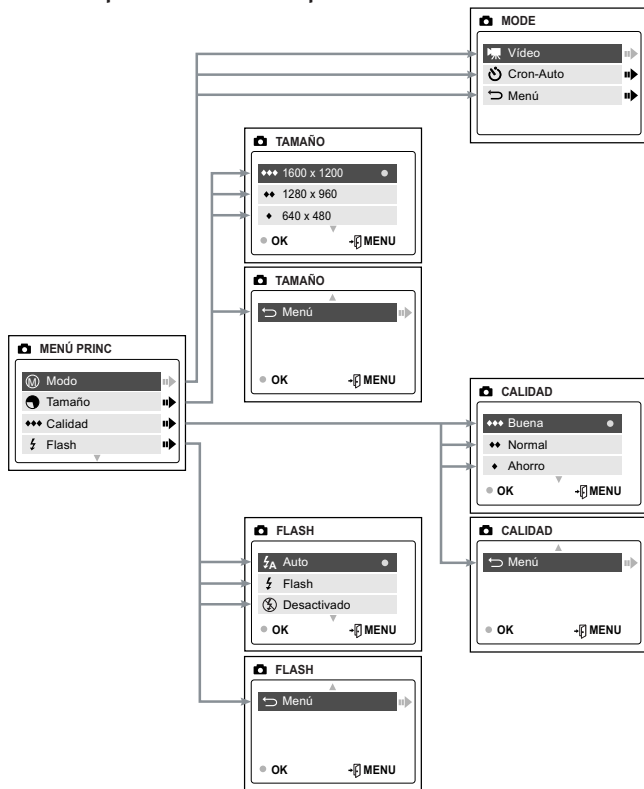 MODE
Vídeo
Cron-Auto
Menú
TAMAÑO
1600 x 1200
1280 x 960
640 x 480
OK MENU
TAMAÑO
Menú
OK MENU
MENÚ PRINC
M Modo
Tamaño
Calidad
Flash
CALIDAD
Buena
Normal
Ahorro
OK MENU
CALIDAD
Menú
OK MENU
FLASH
A Auto
Flash
Desactivado
OK MENU
FLASH
Menú
OK MENU